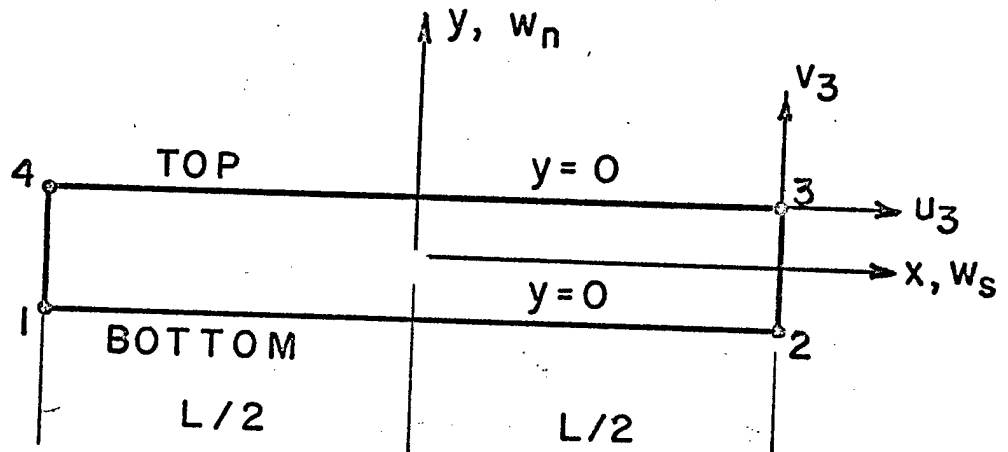 y, wn
v3
4
TOP
y = 0
3
u3
x, ws
y = 0
1
BOTTOM
2
L/2
L/2